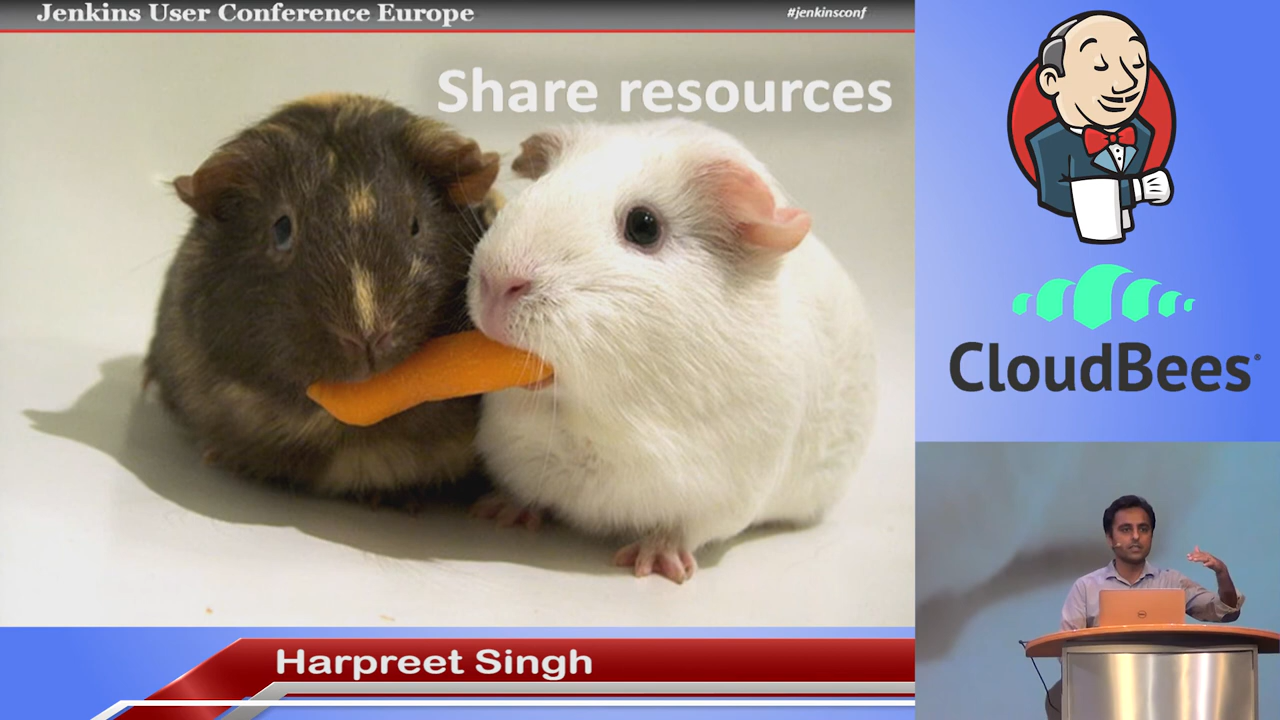 Jenkins User Conference Europe
#jenkinsconf
Share resources
CloudBees
Harpreet Singh